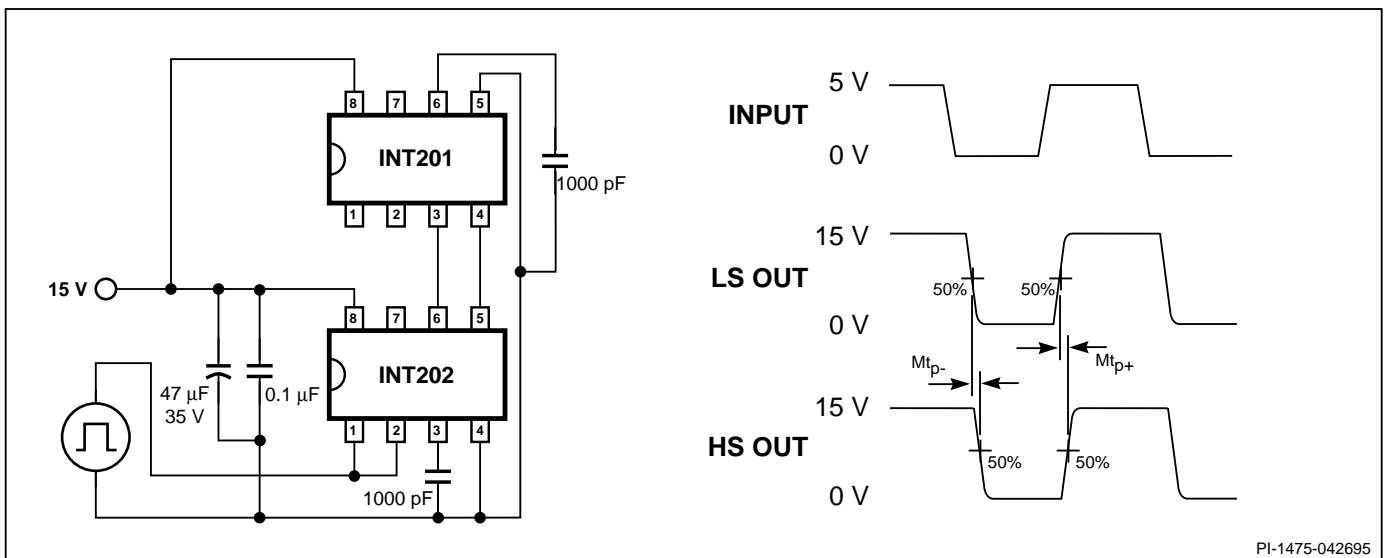 8 7 6 5
INT201
1000 pF
1 2 3 4
15 V
8 7 6 5
INT202
47 μF
35 V
0.1 μF
1 2 3 4
1000 pF
INPUT
5 V
0 V
LS OUT
15 V
50% 50%
0 V
Mtp-
Mtp+
HS OUT
15 V
50% 50%
0 V
PI-1475-042695